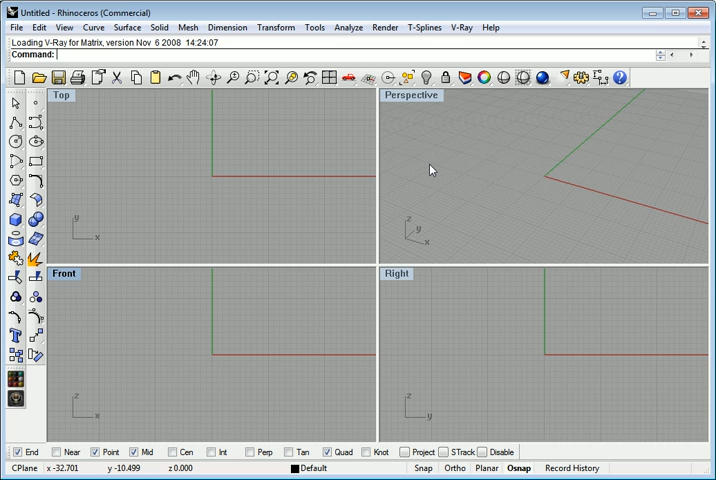 Untitled - Rhinoceros (Commercial)
File Edit View Curve Surface Solid Mesh Dimension Transform Tools Analyze Render T-Splines V-Ray Help
Loading V-Ray for Matrix, version Nov 6 2008 14:24:07
Command:
Top
Perspective
y
x
z
y
x
Front
Right
z
x
z
y
End Near Point Mid Cen Int Perp Tan Quad Knot Project STrack Disable
CPlane x -32.701 y -10.499 z 0.000 Default Snap Ortho Planar Osnap Record History